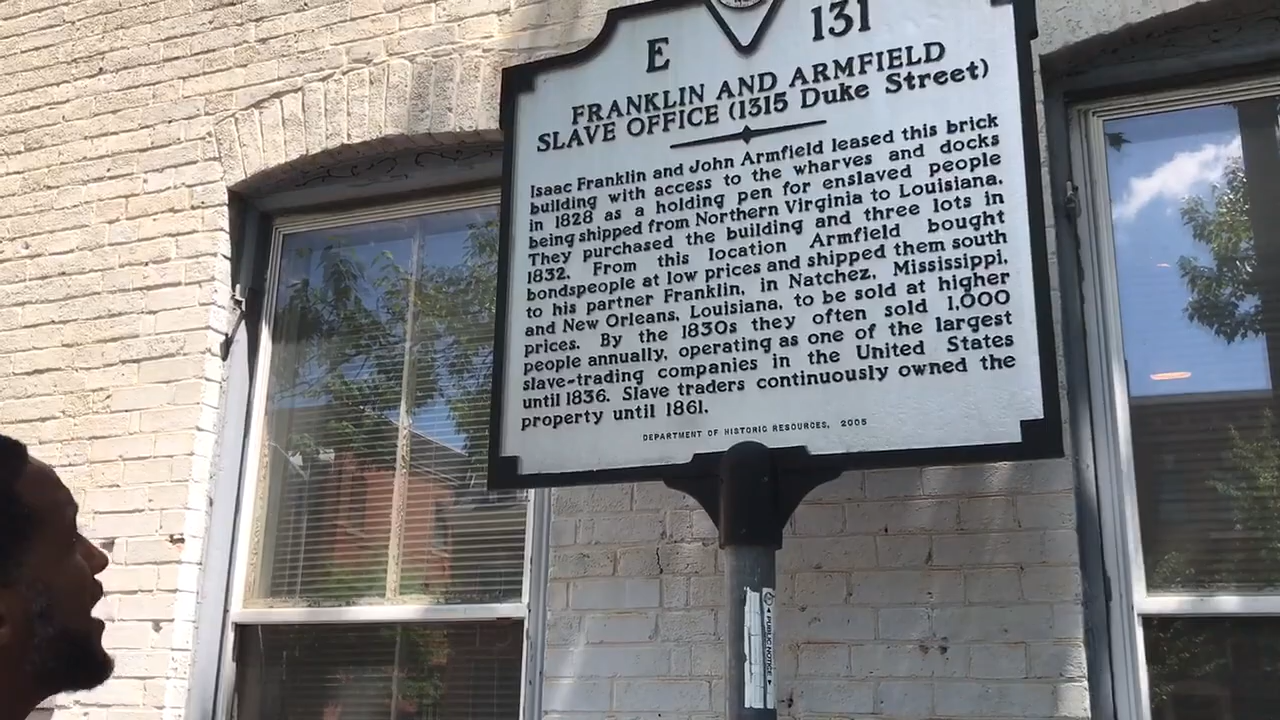 E 131
FRANKLIN AND ARMFIELD
SLAVE OFFICE (1315 Duke Street)
Isaac Franklin and John Armfield leased this brick
building with access to the wharves and docks
in 1828 as a holding pen for enslaved people
being shipped from Northern Virginia to Louisiana.
They purchased the building and three lots in
1832. From this location Armfield bought
bondspeople at low prices and shipped them south
to his partner Franklin, in Natchez, Mississippi,
and New Orleans, Louisiana, to be sold at higher
prices. By the 1830s they often sold 1,000
people annually, operating as one of the largest
slave-trading companies in the United States
until 1836. Slave traders continuously owned the
property until 1861.
DEPARTMENT OF HISTORIC RESOURCES, 2005
PUBLIC NOTICE